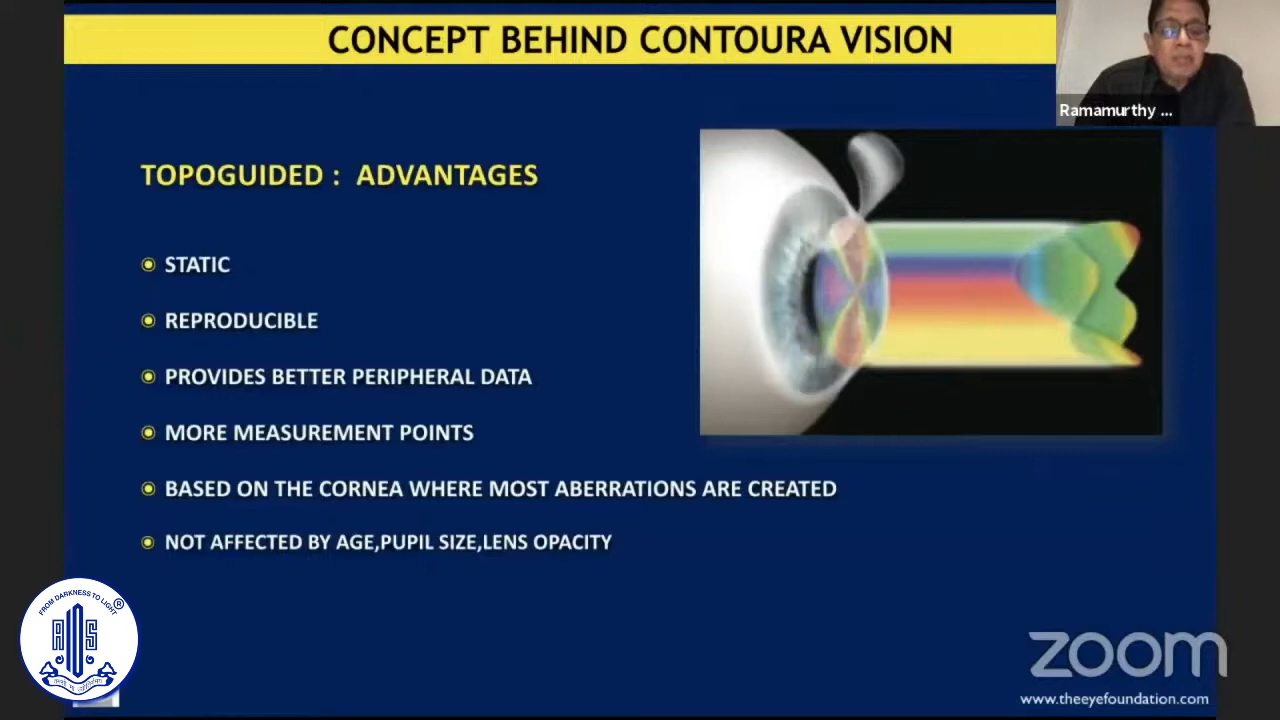 CONCEPT BEHIND CONTOURA VISION
Ramamurthy ...
TOPOGUIDED : ADVANTAGES
STATIC
REPRODUCIBLE
PROVIDES BETTER PERIPHERAL DATA
MORE MEASUREMENT POINTS
BASED ON THE CORNEA WHERE MOST ABERRATIONS ARE CREATED
NOT AFFECTED BY AGE,PUPIL SIZE,LENS OPACITY
FROM DARKNESS TO LIGHT
®
AIOS
zoom
www.theeyefoundation.com